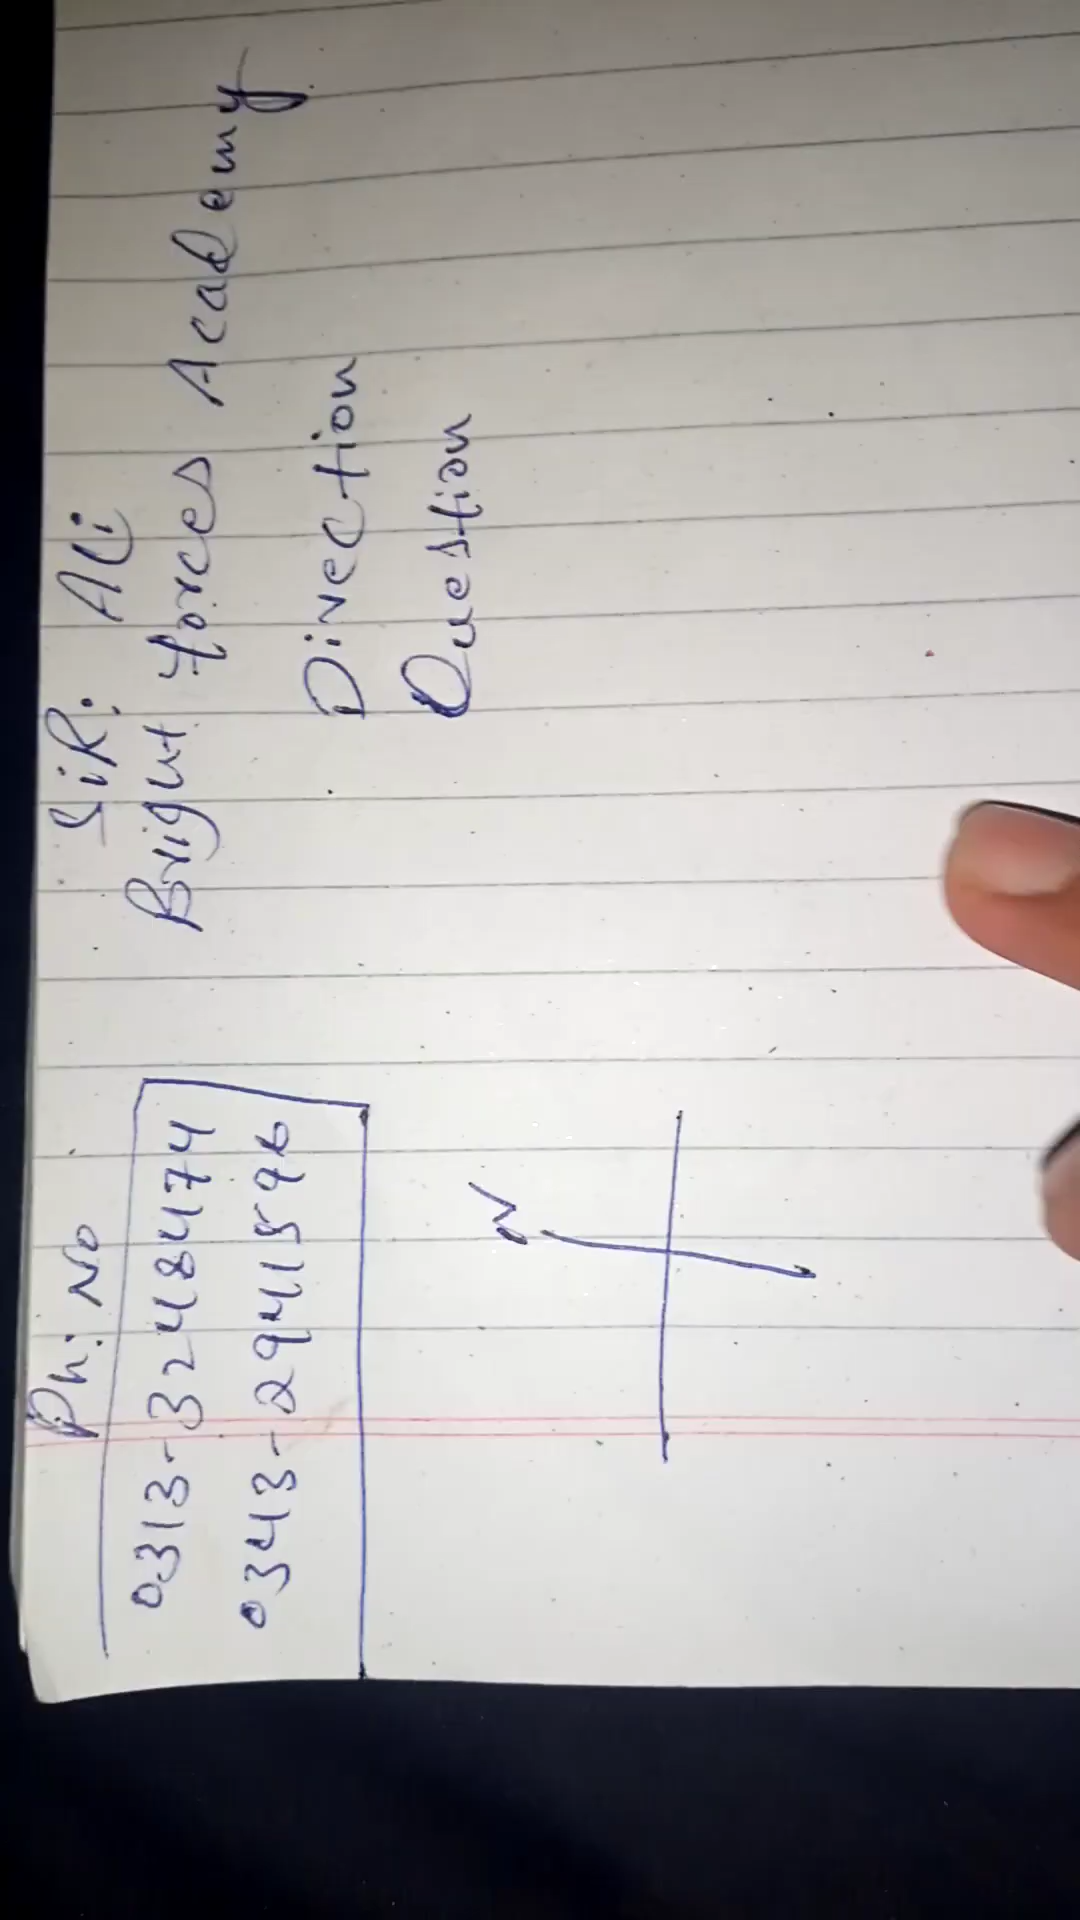 Ph: No
0313-3248474
0343-2941596
SiR: Ali
Bright forces Academy
Direction
Question
N